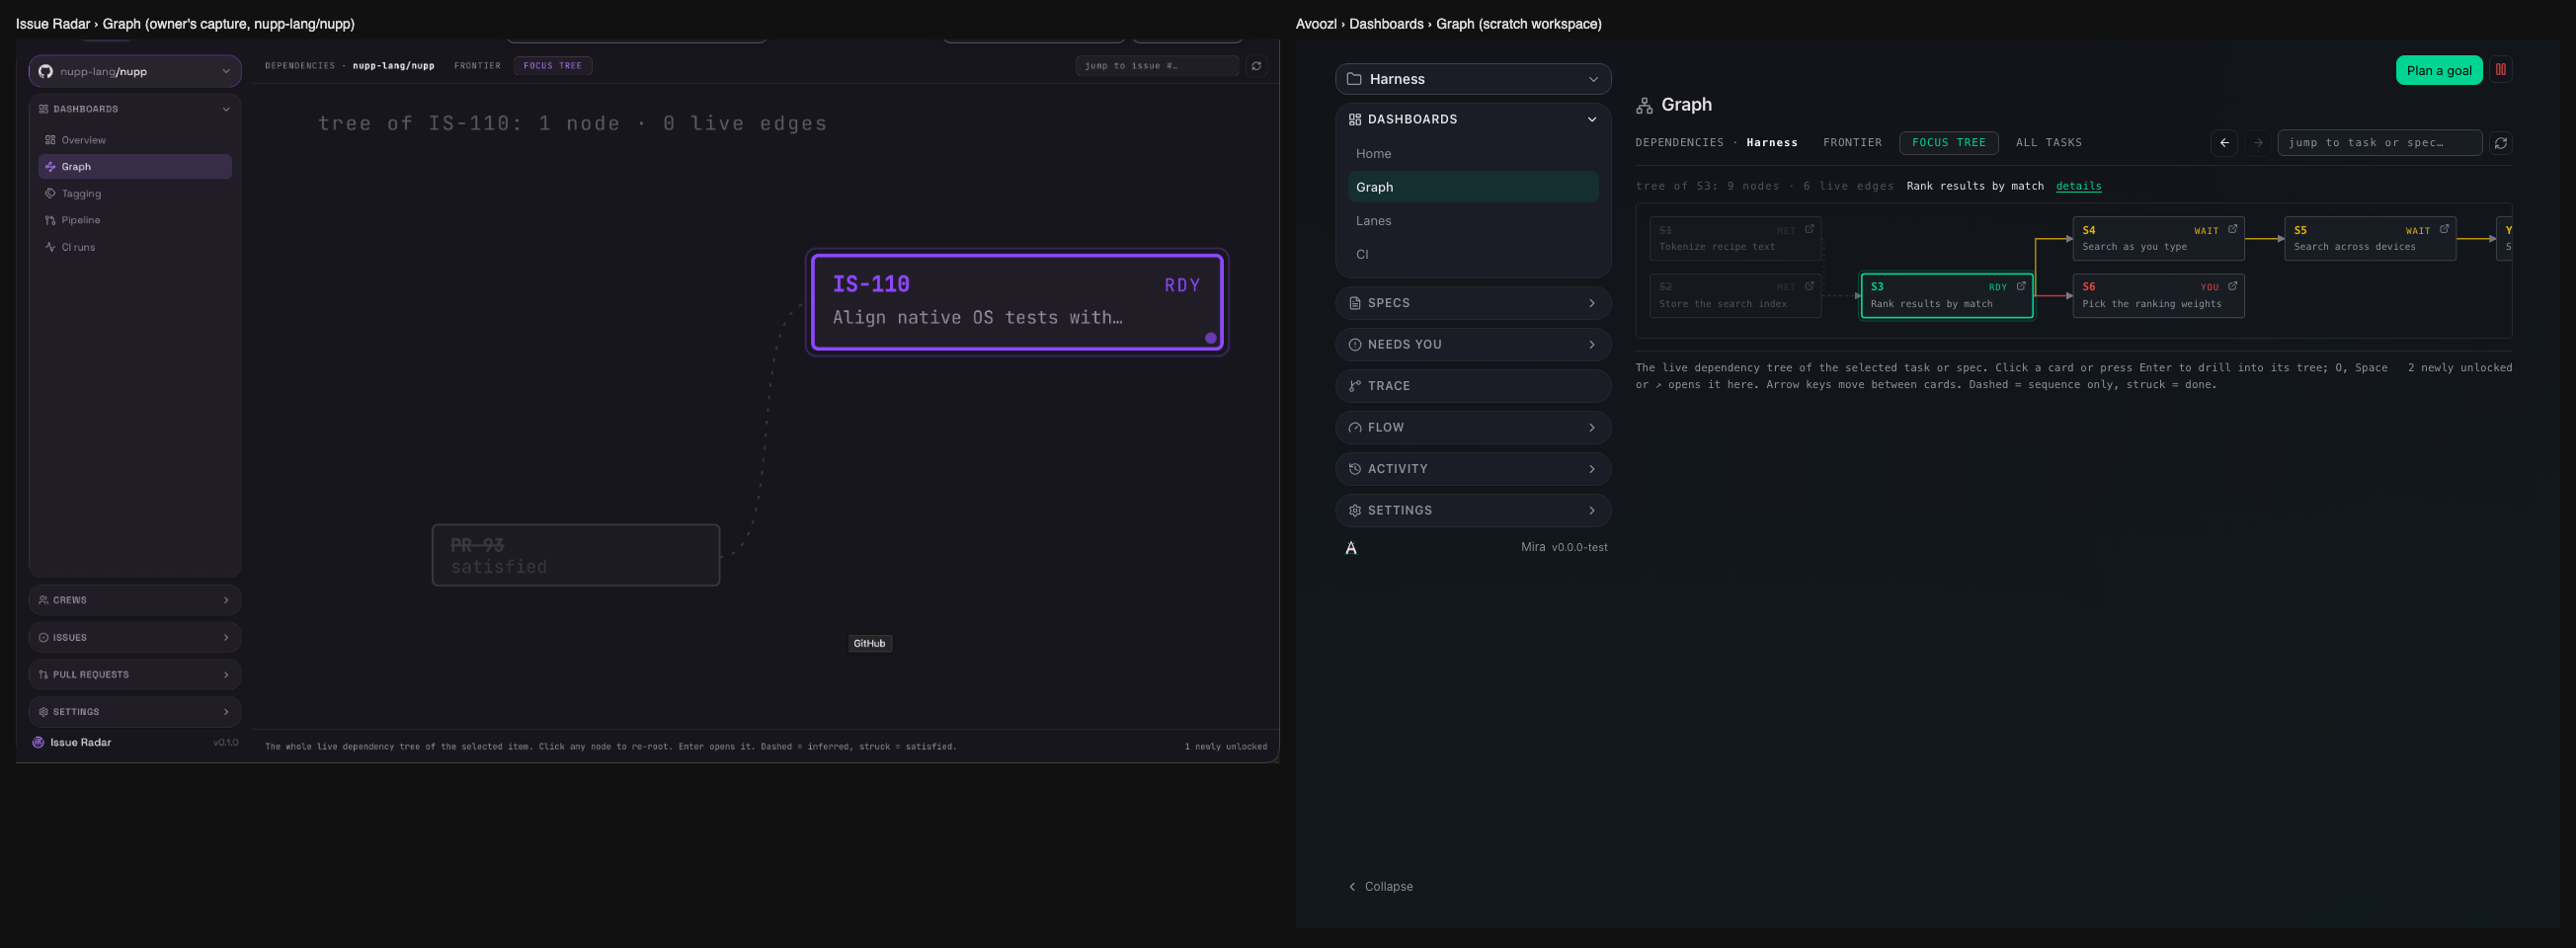 Issue Radar › Graph (owner's capture, nupp-lang/nupp)
nupp-lang/nupp
DASHBOARDS
Overview
Graph
Tagging
Pipeline
CI runs
CREWS
ISSUES
PULL REQUESTS
SETTINGS
Issue Radar v0.1.0
DEPENDENCIES · nupp-lang/nupp FRONTIER FOCUS TREE jump to issue #…
tree of IS-110: 1 node · 0 live edges
IS-110 RDY
Align native OS tests with…
PR-93
satisfied
GitHub
The whole live dependency tree of the selected item. Click any node to re-root. Enter opens it. Dashed = inferred, struck = satisfied. 1 newly unlocked
Avoozl › Dashboards › Graph (scratch workspace)
Harness
DASHBOARDS
Home
Graph
Lanes
CI
SPECS
NEEDS YOU
TRACE
FLOW
ACTIVITY
SETTINGS
Mira v0.0.0-test
Collapse
Plan a goal
Graph
DEPENDENCIES · Harness FRONTIER FOCUS TREE ALL TASKS jump to task or spec…
tree of S3: 9 nodes · 6 live edges Rank results by match details
S1 MET
Tokenize recipe text
S2 MET
Store the search index
S3 RDY
Rank results by match
S4 WAIT
Search as you type
S5 WAIT
Search across devices
S6 YOU
Pick the ranking weights
Y
S
The live dependency tree of the selected task or spec. Click a card or press Enter to drill into its tree; O, Space 2 newly unlocked
or ↗ opens it here. Arrow keys move between cards. Dashed = sequence only, struck = done.